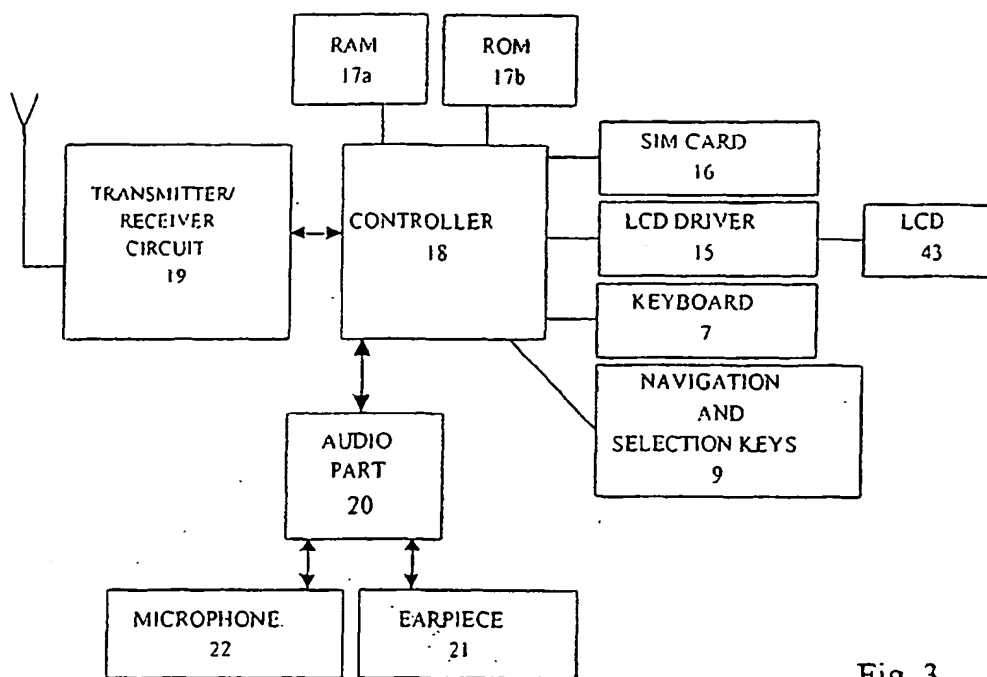 RAM
17a
ROM
17b
TRANSMITTER/
RECEIVER
CIRCUIT
19
CONTROLLER
18
SIM CARD
16
LCD DRIVER
15
LCD
43
KEYBOARD
7
NAVIGATION
AND
SELECTION KEYS
9
AUDIO
PART
20
MICROPHONE.
22
EARPIECE
21
Fig. 3